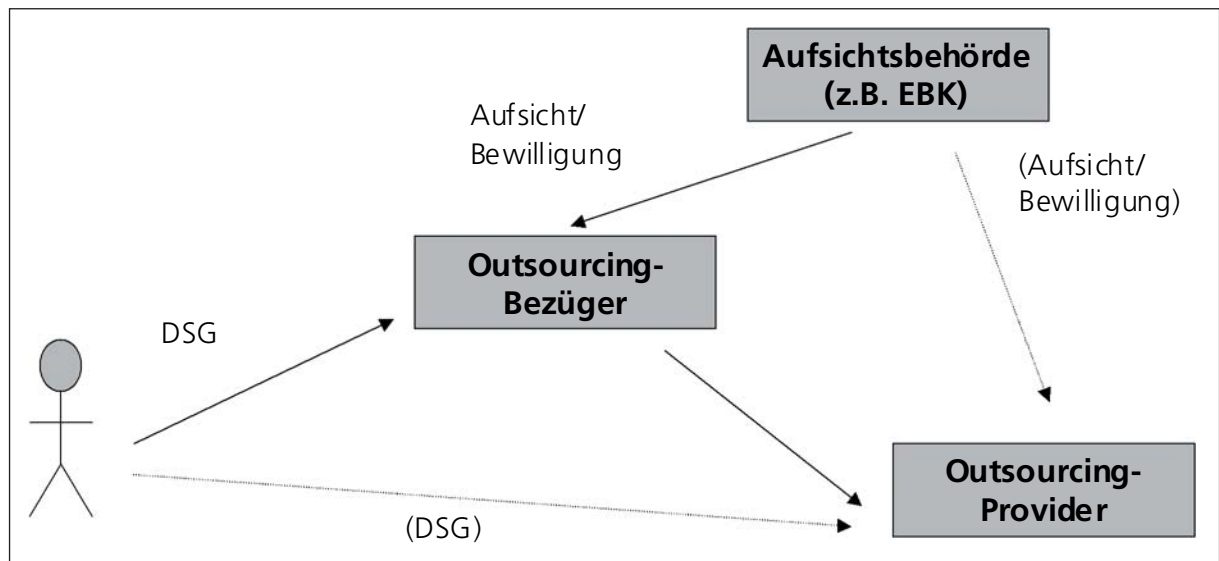 Aufsichtsbehörde
(z.B. EBK)
Aufsicht/
Bewilligung
(Aufsicht/
Bewilligung)
Outsourcing-
Bezüger
DSG
Outsourcing-
Provider
(DSG)